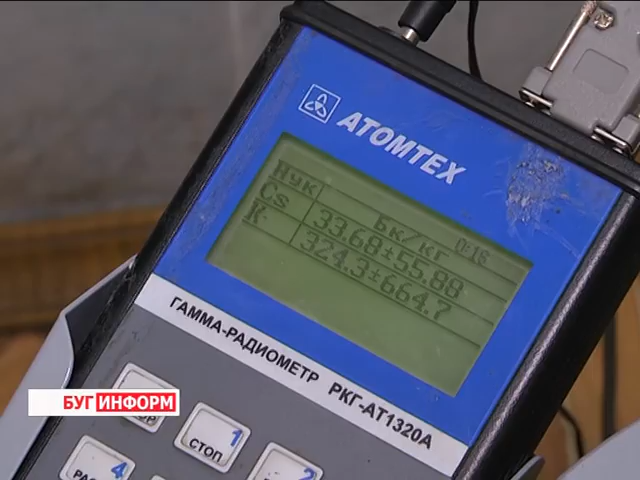 АТОМТЕХ
Нук Бк/кг 0:18
Cs 33.68±55.88
K 324.3±664.7
ГАММА-РАДИОМЕТР РКГ-АТ1320А
БУГ ИНФОРМ
1
СТОП
2
4